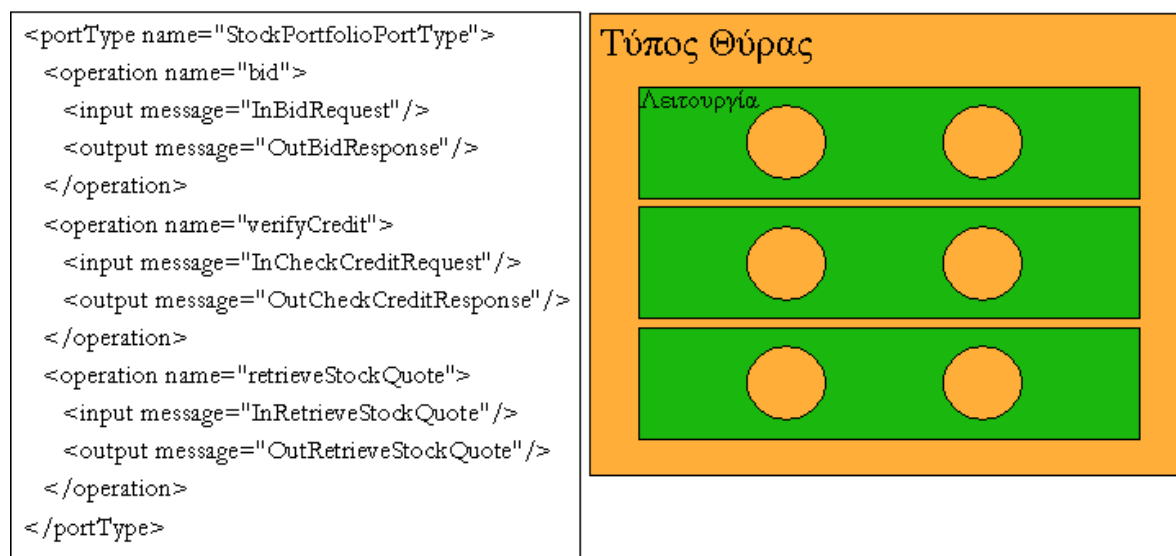 <portType name="StockPortfolioPortType">
<operation name="bid">
<input message="InBidRequest"/>
<output message="OutBidResponse"/>
</operation>
<operation name="verifyCredit">
<input message="InCheckCreditRequest"/>
<output message="OutCheckCreditResponse"/>
</operation>
<operation name="retrieveStockQuote">
<input message="InRetrieveStockQuote"/>
<output message="OutRetrieveStockQuote"/>
</operation>
</portType>
Τύπος Θύρας
Λειτουργία